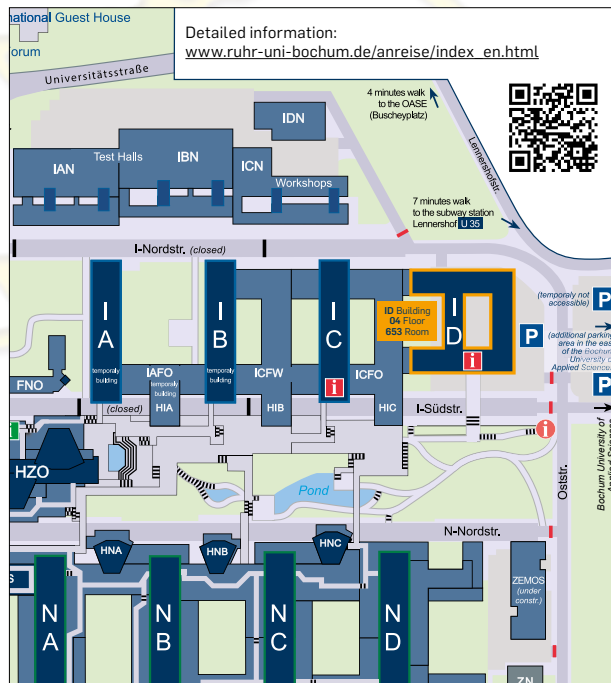 national Guest House
orum
Detailed information:
www.ruhr-uni-bochum.de/anreise/index_en.html
Universitätsstraße
4 minutes walk
to the OASE
(Buscheyplatz)
Lennershofstr.
IDN
IAN
Test Halls
IBN
ICN
Workshops
7 minutes walk
to the subway station
Lennershof U 35
I-Nordstr. (closed)
I
A
temporaly
building
I
B
temporaly
building
I
C
i
ID Building
04 Floor
653 Room
I
D
i
(temporaly not
accessible)
P
P
(additional parking
area in the east
of the Bochum
University of
Applied Sciences)
P
IAFO
temporaly
building
HIA
ICFW
HIB
ICFO
HIC
FNO
(closed)
I-Südstr.
i
i
HZO
Pond
Oststr.
Bochum University of
Applied Sciences
N-Nordstr.
HNA
HNB
HNC
ZEMOS
(under
constr.)
S
N
A
N
B
N
C
N
D
ZN